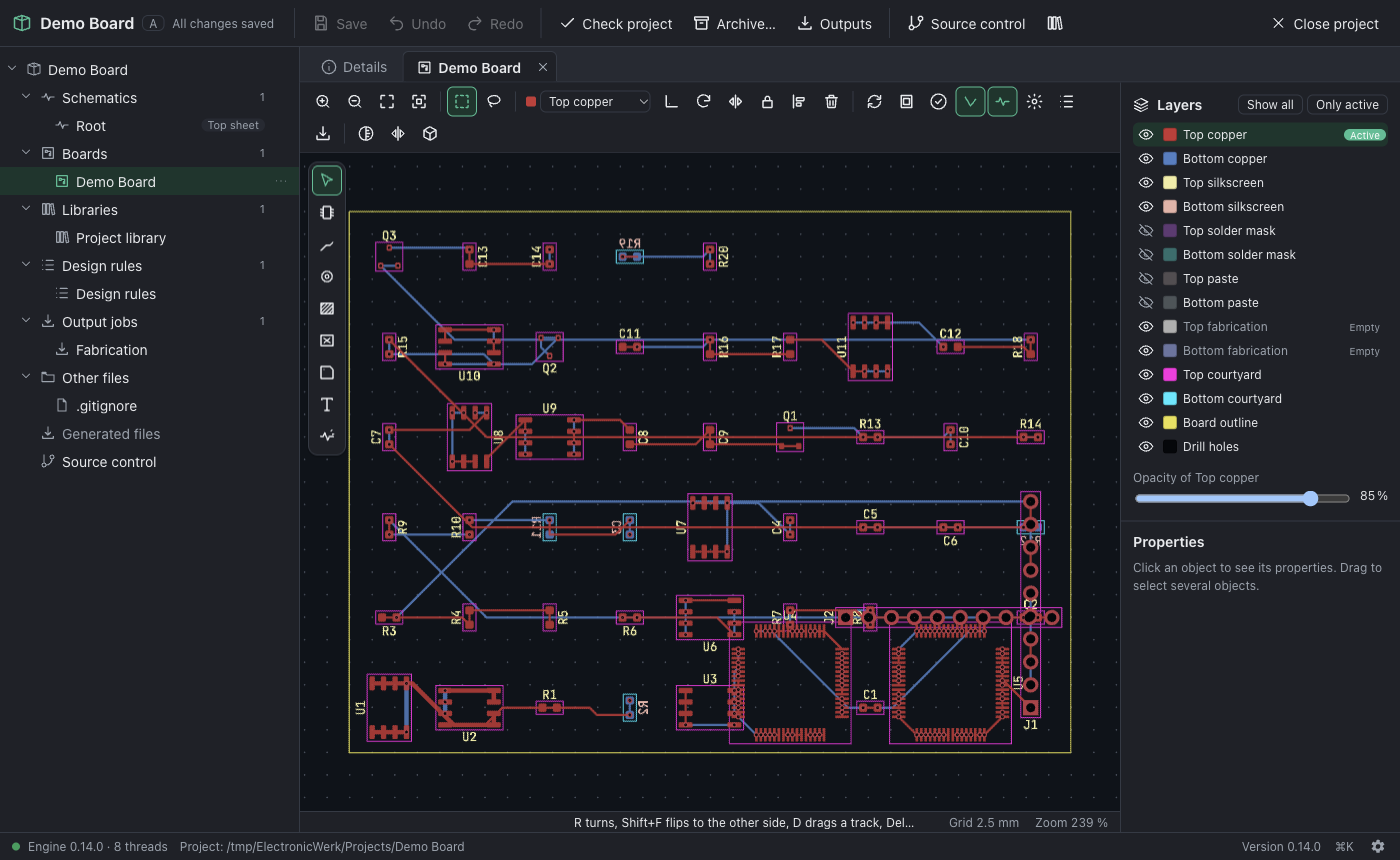 Demo Board A All changes saved Save Undo Redo Check project Archive... Outputs Source control Close project
Demo Board
Schematics 1
Root Top sheet
Boards 1
Demo Board ...
Libraries 1
Project library
Design rules 1
Design rules
Output jobs 1
Fabrication
Other files
.gitignore
Generated files
Source control
Details Demo Board
Top copper
Q3 C13 C14 R19 R20
R15 U10 Q2 C11 R16 R17 U11 C12 R18
C7 U8 U9 C8 C9 Q1 R13 C10 R14
R9 R10 U7 C4 C5 C6
R3 R4 R5 R6 U6 R7 J2 R8 C2
U1 U2 R1 R2 U3 C1 U5 J1
R turns, Shift+F flips to the other side, D drags a track, Del... Grid 2.5 mm Zoom 239 %
Layers Show all Only active
Top copper Active
Bottom copper
Top silkscreen
Bottom silkscreen
Top solder mask
Bottom solder mask
Top paste
Bottom paste
Top fabrication Empty
Bottom fabrication Empty
Top courtyard
Bottom courtyard
Board outline
Drill holes
Opacity of Top copper
85 %
Properties
Click an object to see its properties. Drag to
select several objects.
Engine 0.14.0 · 8 threads Project: /tmp/ElectronicWerk/Projects/Demo Board Version 0.14.0 ⌘K